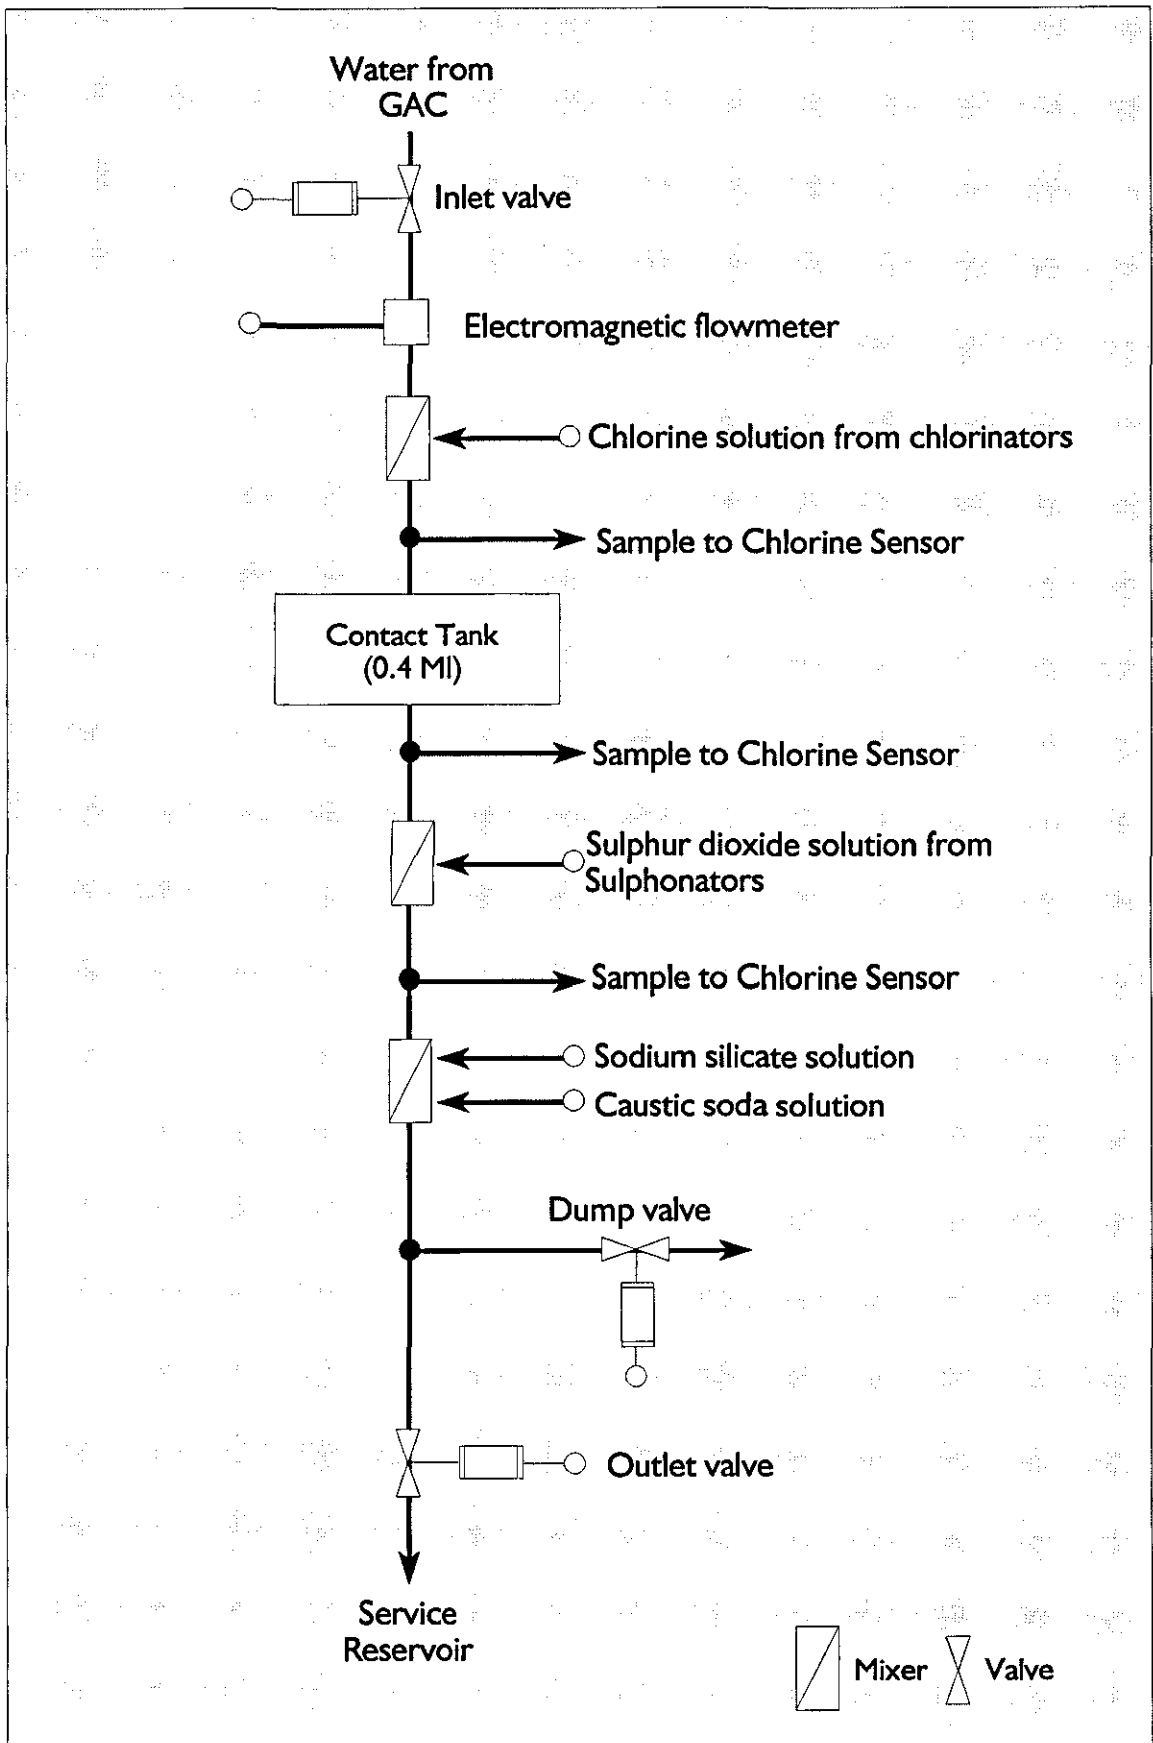 Water from
GAC
Inlet valve
Electromagnetic flowmeter
Chlorine solution from chlorinators
Sample to Chlorine Sensor
Contact Tank
(0.4 Ml)
Sample to Chlorine Sensor
Sulphur dioxide solution from
Sulphonators
Sample to Chlorine Sensor
Sodium silicate solution
Caustic soda solution
Dump valve
Outlet valve
Service
Reservoir
Mixer
Valve